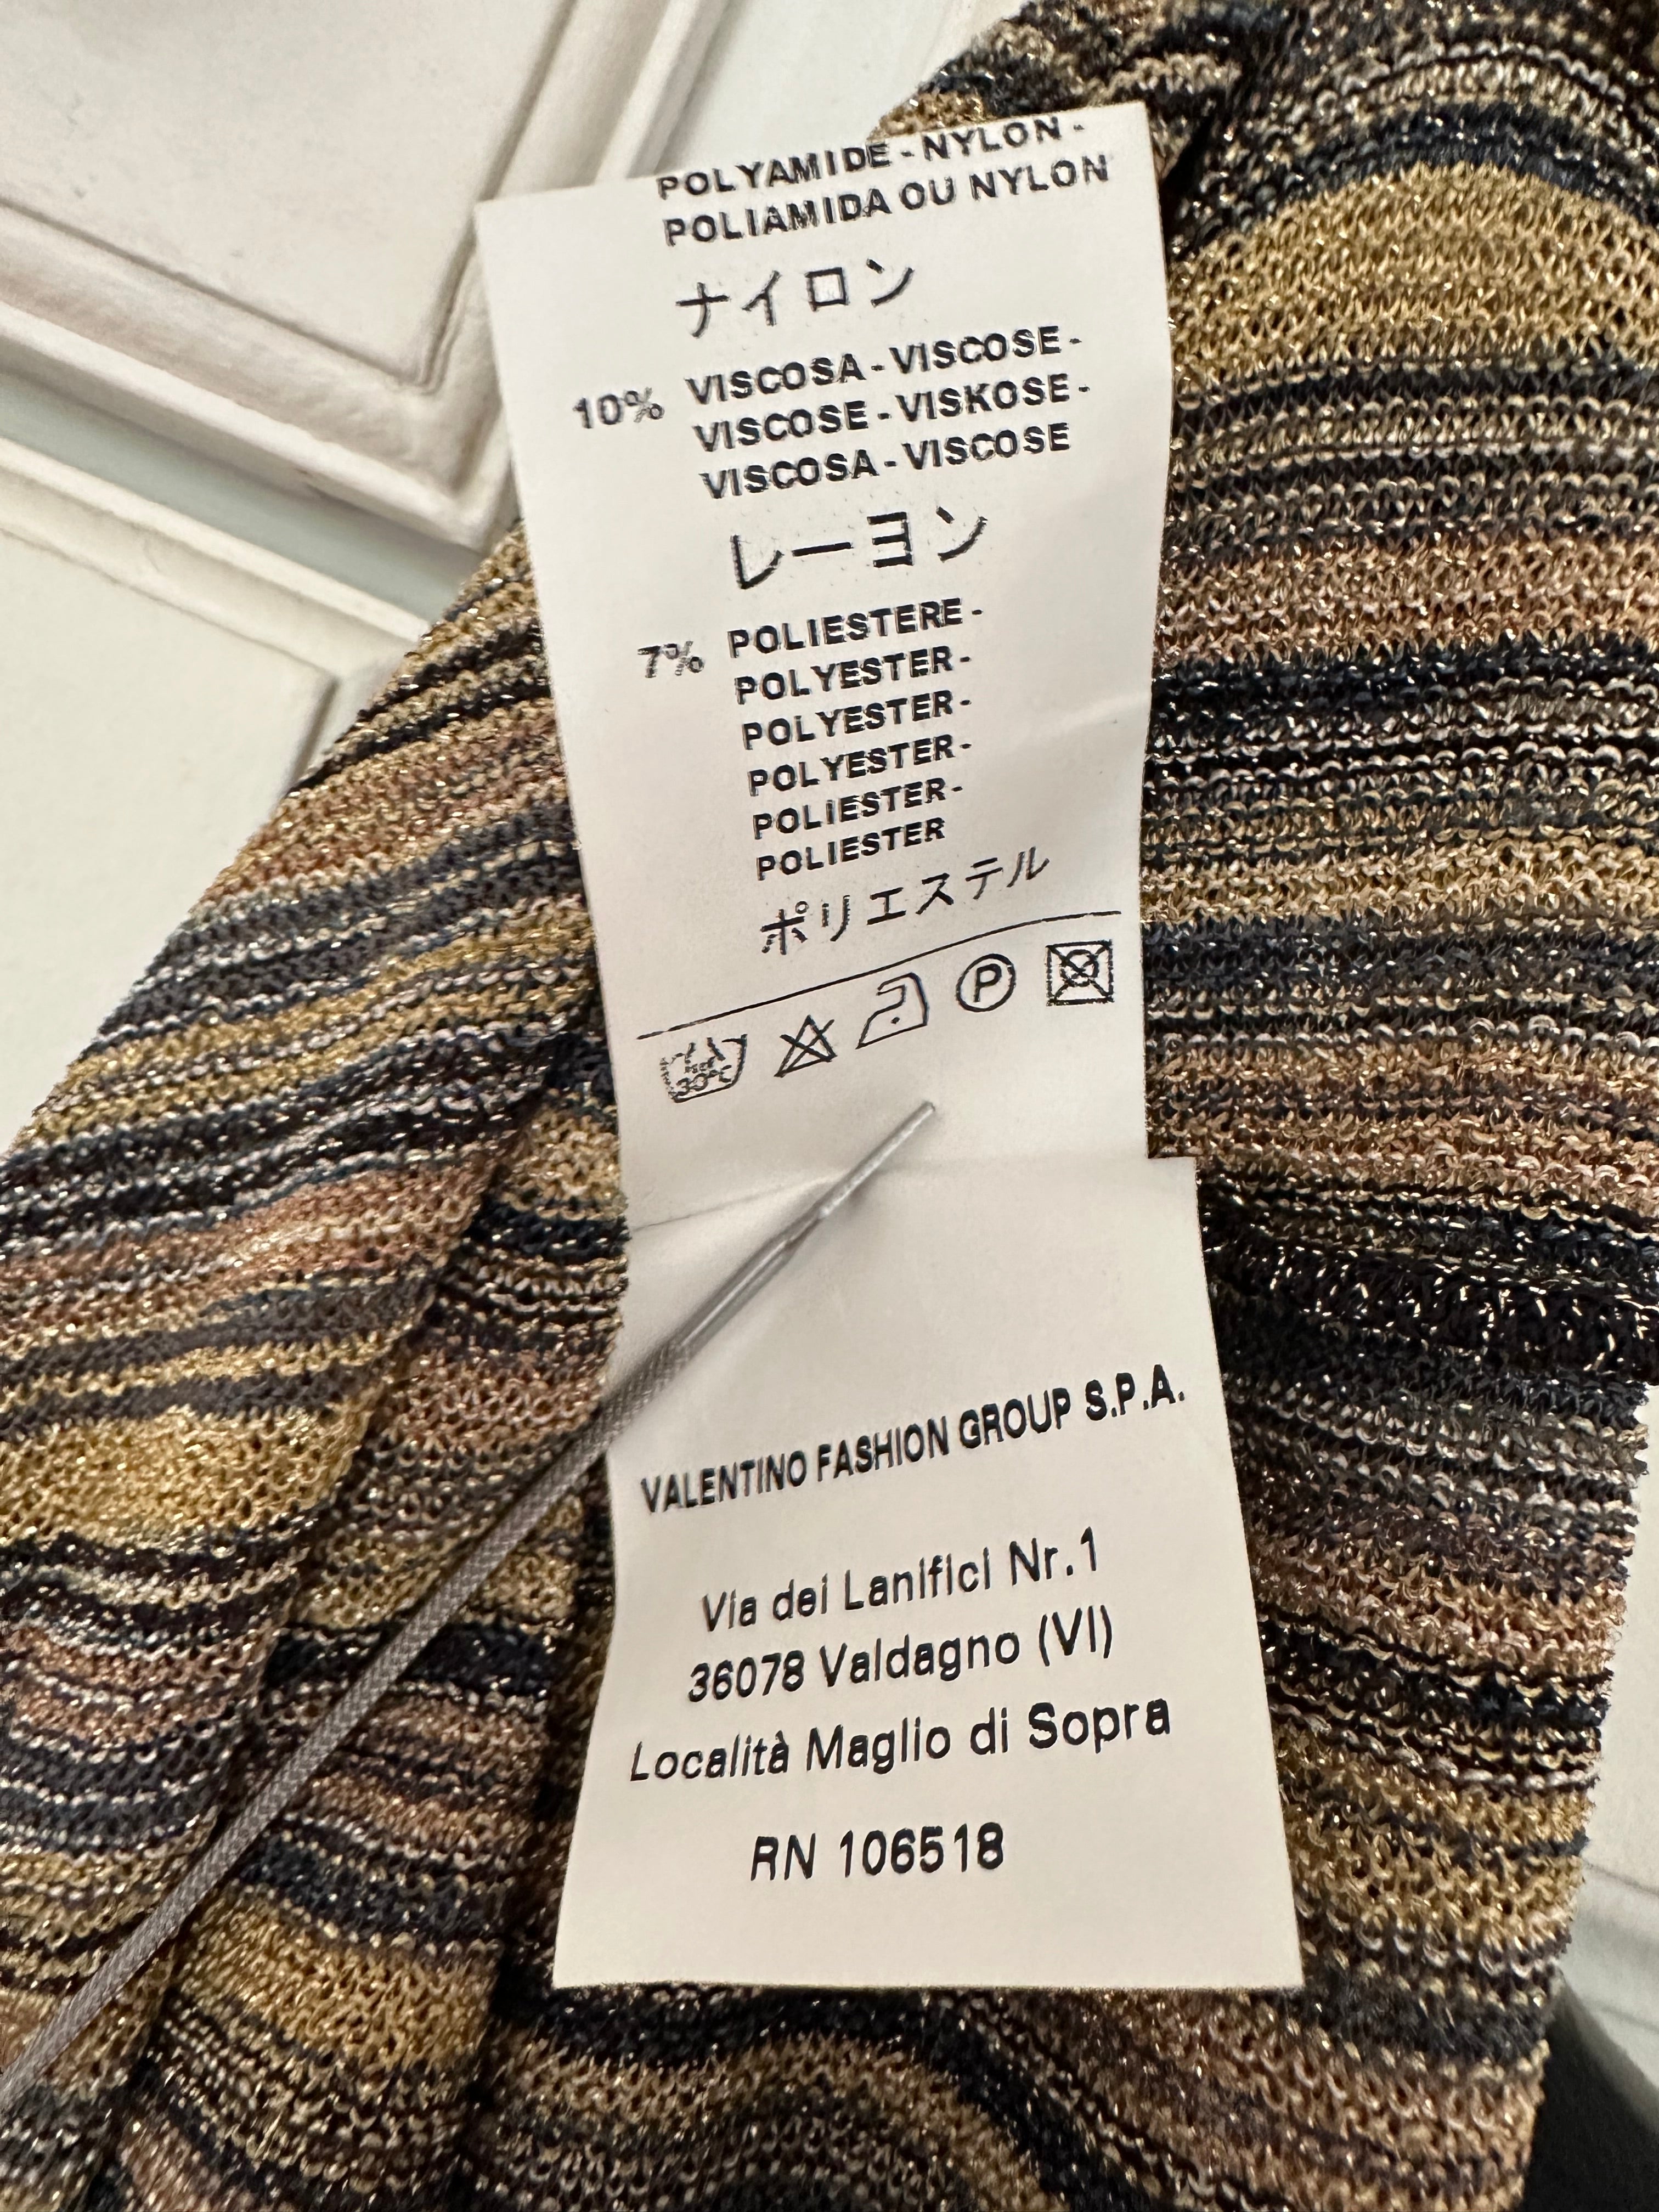 POLYAMIDE - NYLON -
POLIAMIDA OU NYLON
ナイロン
10% VISCOSA - VISCOSE -
VISCOSE - VISKOSE -
VISCOSA - VISCOSE
レーヨン
7% POLIESTERE -
POLYESTER -
POLYESTER -
POLYESTER -
POLIESTER -
POLIESTER
ポリエステル
30°C P
VALENTINO FASHION GROUP S.P.A.
Via dei Lanifici Nr.1
36078 Valdagno (VI)
Località Maglio di Sopra
RN 106518